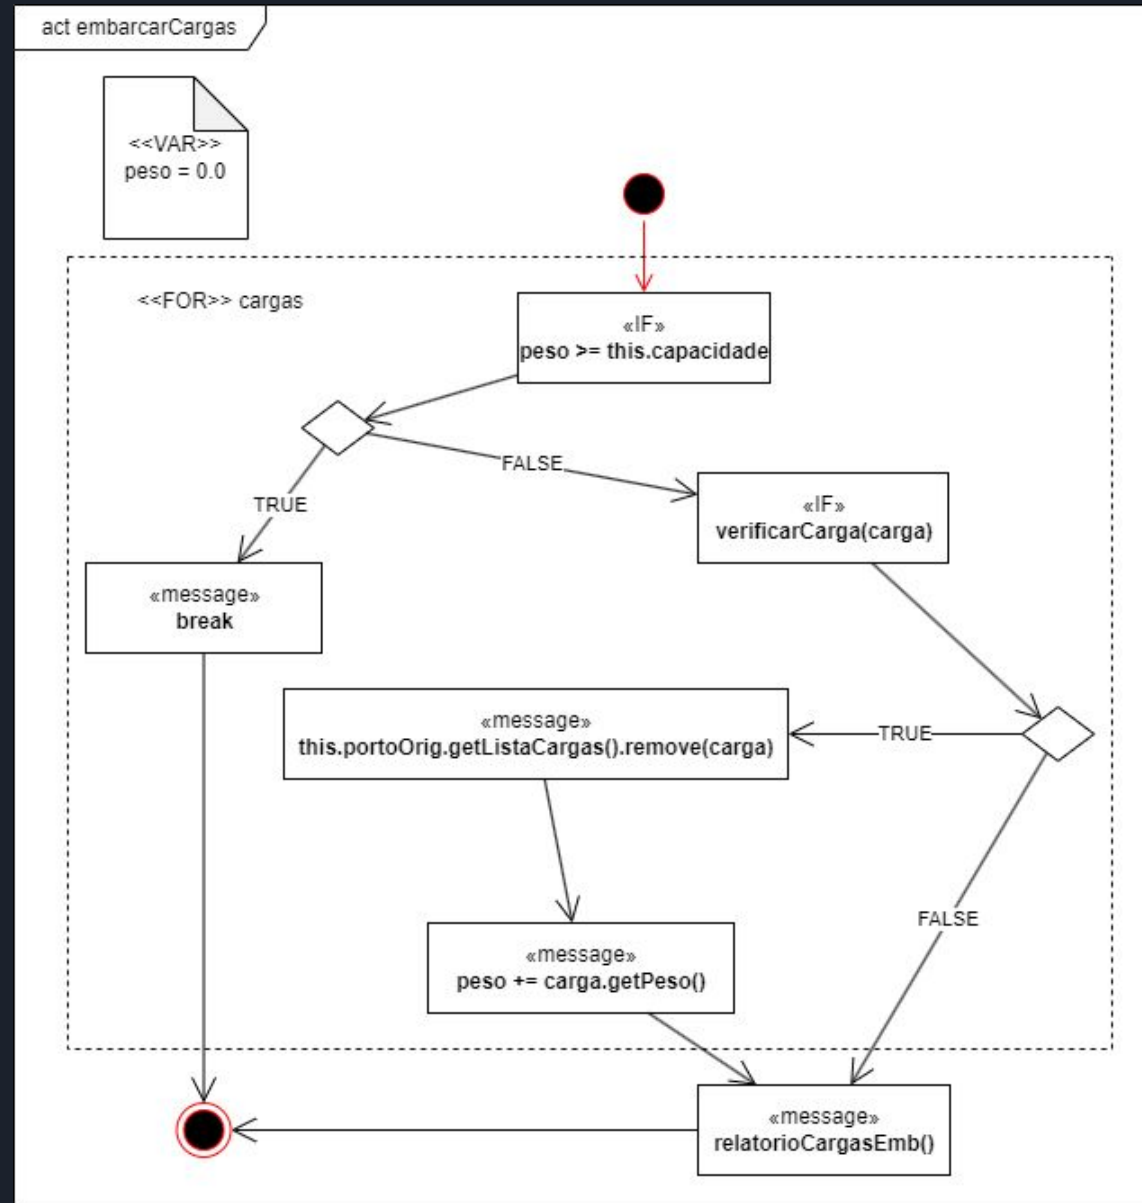 act embarcarCargas
<<VAR>>
peso = 0.0
<<FOR>> cargas
«IF»
peso >= this.capacidade
FALSE
TRUE
«IF»
verificarCarga(carga)
«message»
break
«message»
this.portoOrig.getListaCargas().remove(carga)
TRUE
FALSE
«message»
peso += carga.getPeso()
«message»
relatorioCargasEmb()